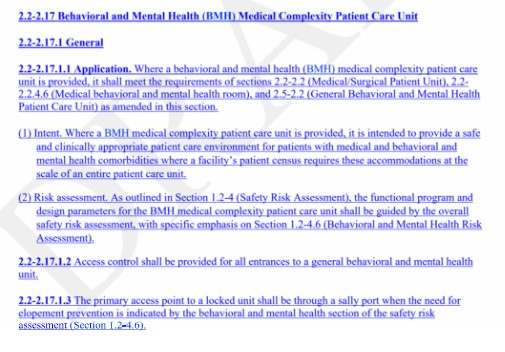 2.2-2.17 Behavioral and Mental Health (BMH) Medical Complexity Patient Care Unit
2.2-2.17.1 General
2.2-2.17.1.1 Application. Where a behavioral and mental health (BMH) medical complexity patient care
unit is provided, it shall meet the requirements of sections 2.2-2.2 (Medical/Surgical Patient Unit), 2.2-
2.2.4.6 (Medical behavioral and mental health room), and 2.5-2.2 (General Behavioral and Mental Health
Patient Care Unit) as amended in this section.
(1) Intent. Where a BMH medical complexity patient care unit is provided, it is intended to provide a safe
and clinically appropriate patient care environment for patients with medical and behavioral and
mental health comorbidities where a facility's patient census requires these accommodations at the
scale of an entire patient care unit.
(2) Risk assessment. As outlined in Section 1.2-4 (Safety Risk Assessment), the functional program and
design parameters for the BMH medical complexity patient care unit shall be guided by the overall
safety risk assessment, with specific emphasis on Section 1.2-4.6 (Behavioral and Mental Health Risk
Assessment).
2.2-2.17.1.2 Access control shall be provided for all entrances to a general behavioral and mental health
unit.
2.2-2.17.1.3 The primary access point to a locked unit shall be through a sally port when the need for
elopement prevention is indicated by the behavioral and mental health section of the safety risk
assessment (Section 1.2-4.6).